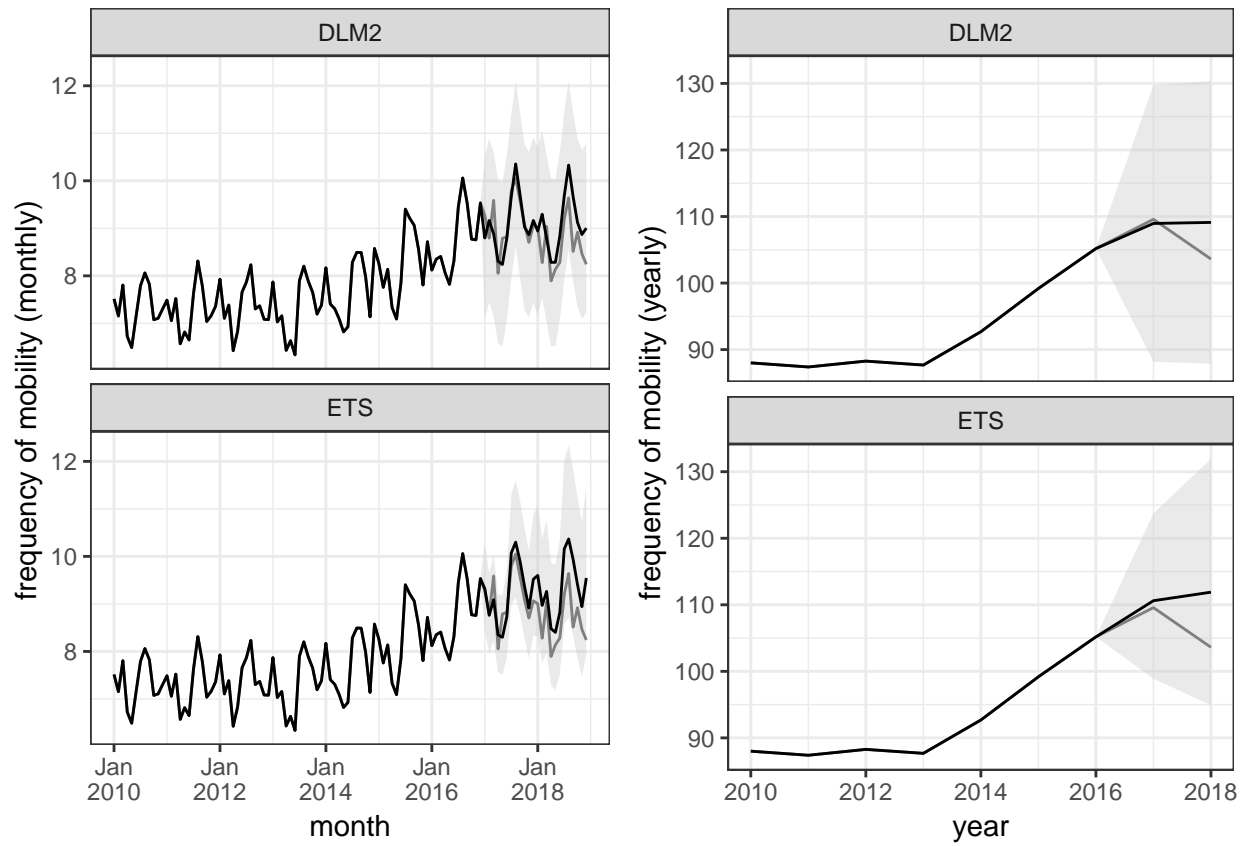 DLM2
12
10
8
ETS
12
10
8
Jan
2010
Jan
2012
Jan
2014
Jan
2016
Jan
2018
month
frequency of mobility (monthly)
DLM2
130
120
110
100
90
ETS
130
120
110
100
90
2010 2012 2014 2016 2018
year
frequency of mobility (yearly)